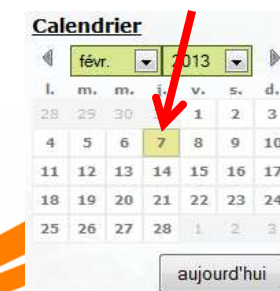 Calendrier
févr. 2013
l. m. m. j. v. s. d.
28 29 30 1 2 3
4 5 6 7 8 9 10
11 12 13 14 15 16 17
18 19 20 21 22 23 24
25 26 27 28 1 2 3
aujourd'hui